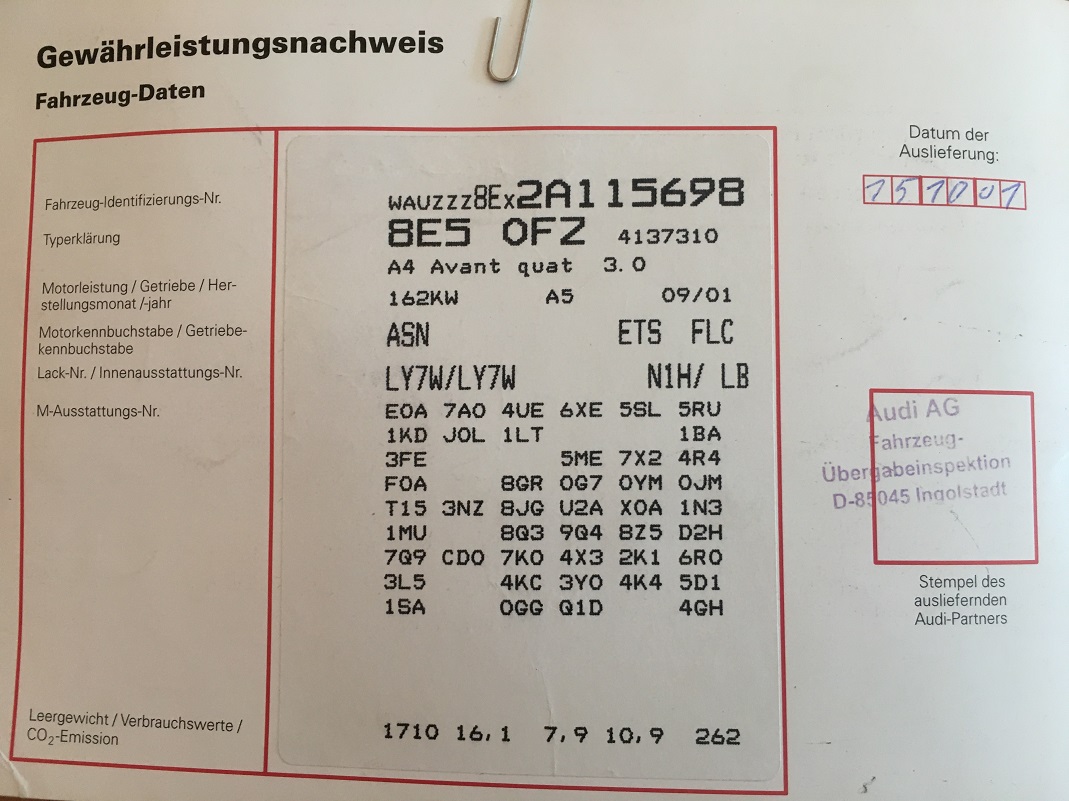 Gewährleistungsnachweis
Fahrzeug-Daten
Datum der
Auslieferung:
151001
Fahrzeug-Identifizierungs-Nr.
WAUZZZ8EX2A115698
Typerklärung
8E5 0FZ 4137310
A4 Avant quat 3.0
Motorleistung / Getriebe / Her-
stellungsmonat /-jahr
162KW A5 09/01
Motorkennbuchstabe / Getriebe-
kennbuchstabe
ASN ETS FLC
Lack-Nr. / Innenausstattungs-Nr.
LY7W/LY7W N1H/ LB
M-Ausstattungs-Nr.
E0A 7A0 4UE 6XE 5SL 5RU
1KD J0L 1LT 1BA
3FE 5ME 7X2 4R4
F0A 8GR 0G7 0YM 0JM
T15 3NZ 8JG U2A X0A 1N3
1MU 8Q3 9Q4 8Z5 D2H
7Q9 CD0 7K0 4X3 2K1 6R0
3L5 4KC 3Y0 4K4 5D1
1SA 0GG Q1D 4GH
Leergewicht / Verbrauchswerte /
CO₂-Emission
1710 16,1 7,9 10,9 262
Audi AG
Fahrzeug-
Übergabeinspektion
D-85045 Ingolstadt
Stempel des
ausliefernden
Audi-Partners